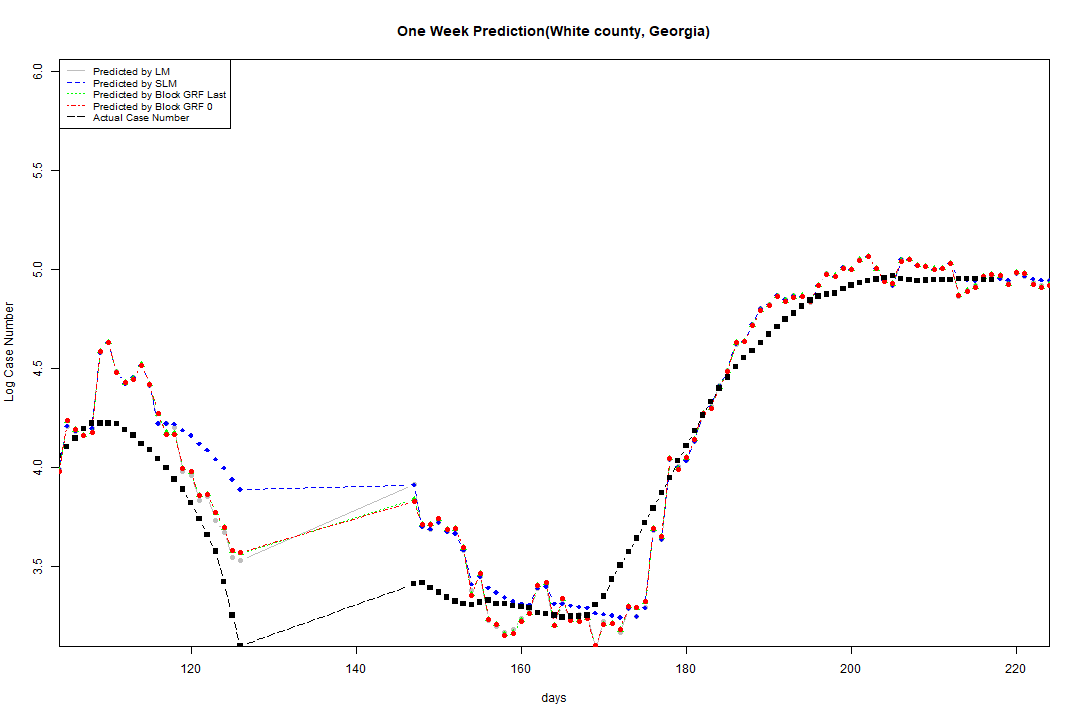 One Week Prediction(White county, Georgia)
Predicted by LM
Predicted by SLM
Predicted by Block GRF Last
Predicted by Block GRF 0
Actual Case Number
6.0
5.5
5.0
4.5
4.0
3.5
Log Case Number
120 140 160 180 200 220
days